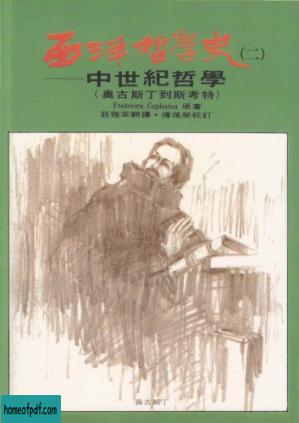 西洋哲學史(二)
——中世紀哲學
(奧古斯丁到斯考特)
Frederics, Copleston 原著
莊雅棠翻譯・傅佩榮校訂
奧古斯丁
homeofpdf.com